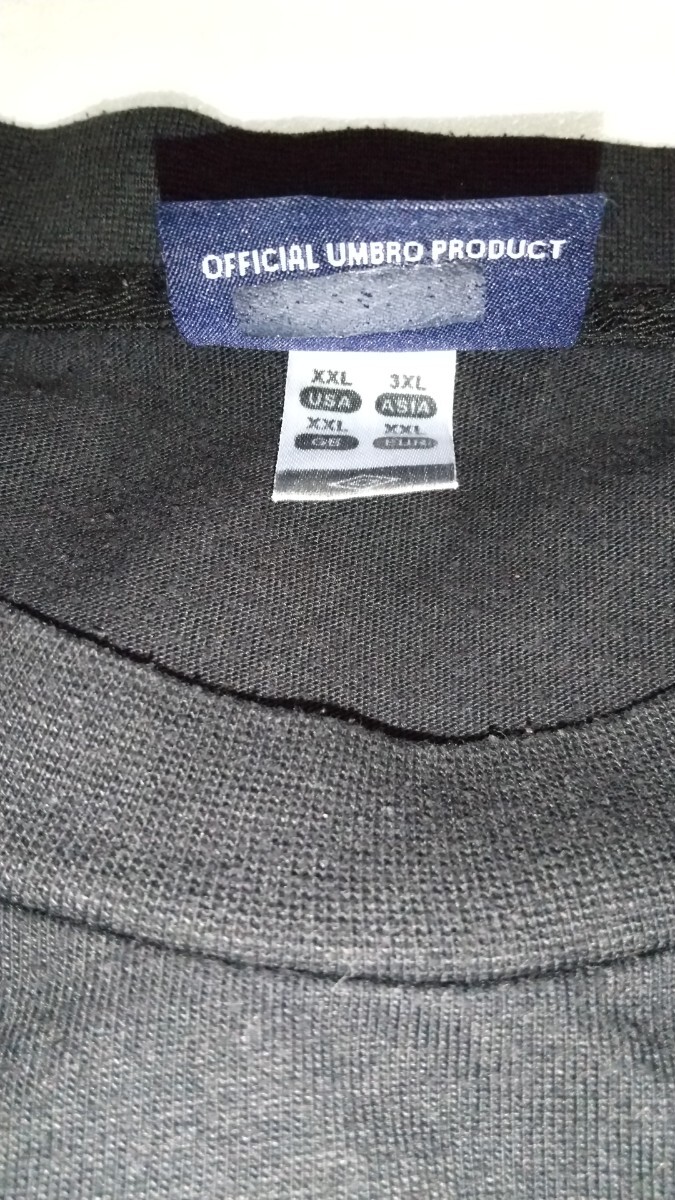 OFFICIAL UMBRO PRODUCT
XXL 3XL
USA ASIA
XXL XXL
GB EUR